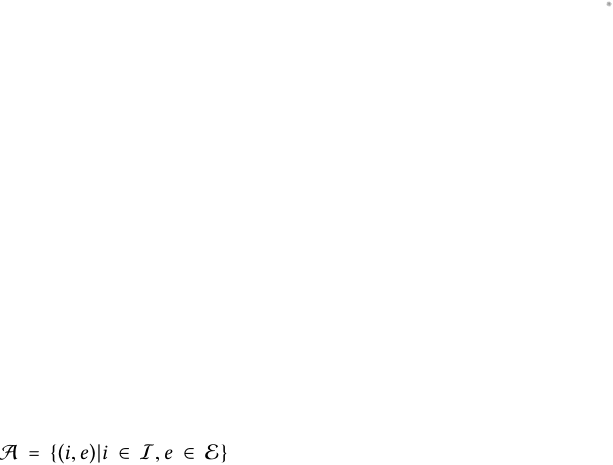 𝒜 = {(i, e)|i ∈ ℐ, e ∈ ℰ}